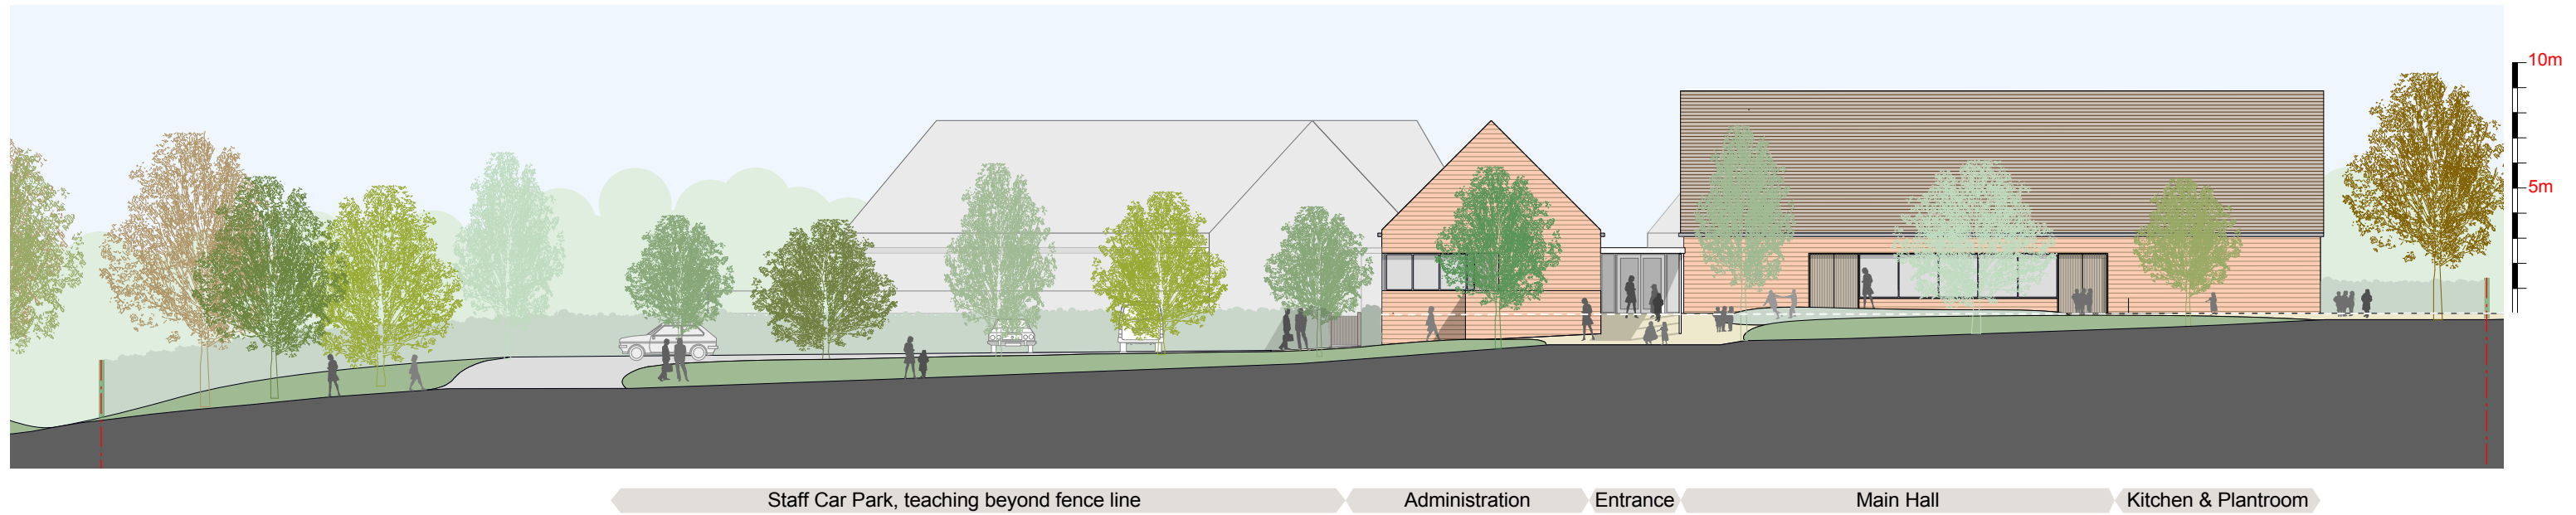 10m
5m
Staff Car Park, teaching beyond fence line
Administration
Entrance
Main Hall
Kitchen & Plantroom